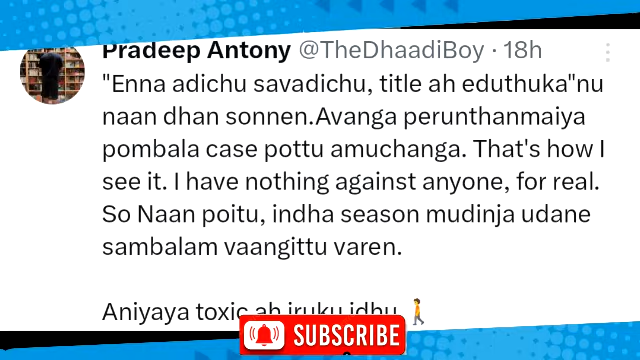 Pradeep Antony @TheDhaadiBoy · 18h
"Enna adichu savadichu, title ah eduthuka"nu
naan dhan sonnen.Avanga perunthanmaiya
pombala case pottu amuchanga. That's how I
see it. I have nothing against anyone, for real.
So Naan poitu, indha season mudinja udane
sambalam vaangittu varen.
Aniyaya toxic ah iruku idhu
SUBSCRIBE